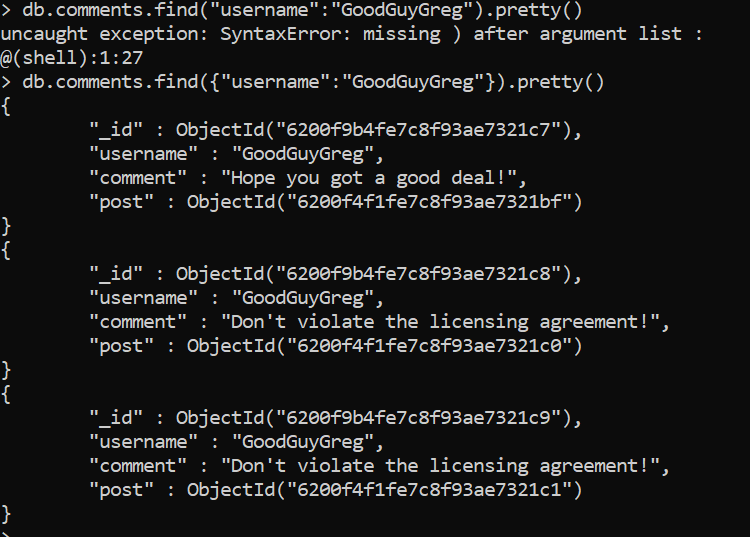 > db.comments.find("username":"GoodGuyGreg").pretty()
uncaught exception: SyntaxError: missing ) after argument list :
@(shell):1:27
> db.comments.find({"username":"GoodGuyGreg"}).pretty()
{
        "_id" : ObjectId("6200f9b4fe7c8f93ae7321c7"),
        "username" : "GoodGuyGreg",
        "comment" : "Hope you got a good deal!",
        "post" : ObjectId("6200f4f1fe7c8f93ae7321bf")
}
{
        "_id" : ObjectId("6200f9b4fe7c8f93ae7321c8"),
        "username" : "GoodGuyGreg",
        "comment" : "Don't violate the licensing agreement!",
        "post" : ObjectId("6200f4f1fe7c8f93ae7321c0")
}
{
        "_id" : ObjectId("6200f9b4fe7c8f93ae7321c9"),
        "username" : "GoodGuyGreg",
        "comment" : "Don't violate the licensing agreement!",
        "post" : ObjectId("6200f4f1fe7c8f93ae7321c1")
}
>